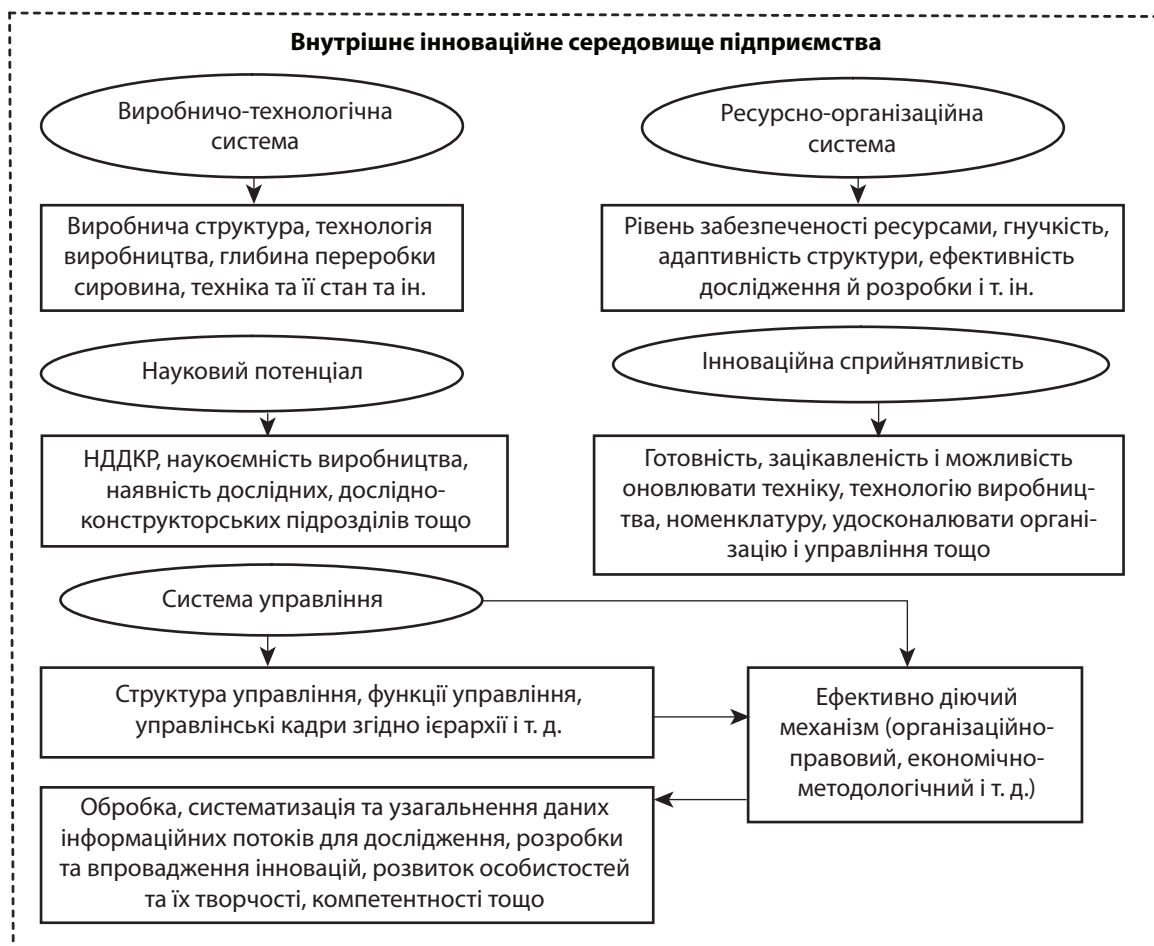 Внутрішнє інноваційне середовище підприємства
Виробничо-технологічна
система
Ресурсно-організаційна
система
Виробнича структура, технологія
виробництва, глибина переробки
сировина, техніка та її стан та ін.
Рівень забезпеченості ресурсами, гнучкість,
адаптивність структури, ефективність
дослідження й розробки і т. ін.
Науковий потенціал
Інноваційна сприйнятливість
НДДКР, наукоємність виробництва,
наявність дослідних, дослідно-
конструкторських підрозділів тощо
Готовність, зацікавленість і можливість
оновлювати техніку, технологію виробниц-
тва, номенклатуру, удосконалювати органі-
зацію і управління тощо
Система управління
Структура управління, функції управління,
управлінські кадри згідно ієрархії і т. д.
Ефективно діючий
механізм (організаційно-
правовий, економічно-
методологічний і т. д.)
Обробка, систематизація та узагальнення даних
інформаційних потоків для дослідження, розробки
та впровадження інновацій, розвиток особистостей
та їх творчості, компетентності тощо